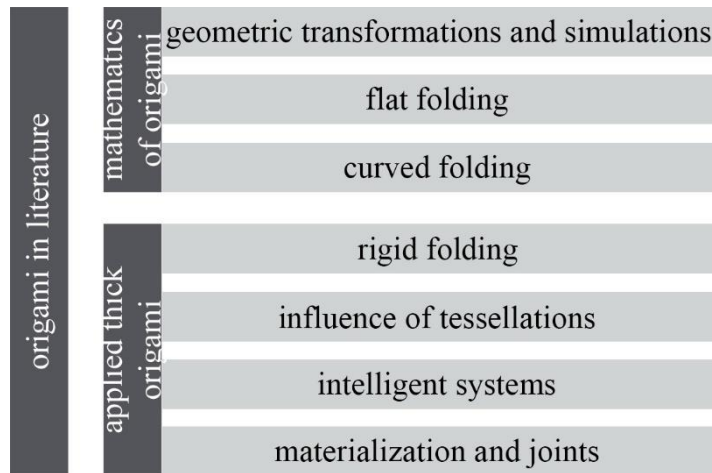 origami in literature
mathematics
of origami
geometric transformations and simulations
flat folding
curved folding
applied thick
origami
rigid folding
influence of tessellations
intelligent systems
materialization and joints